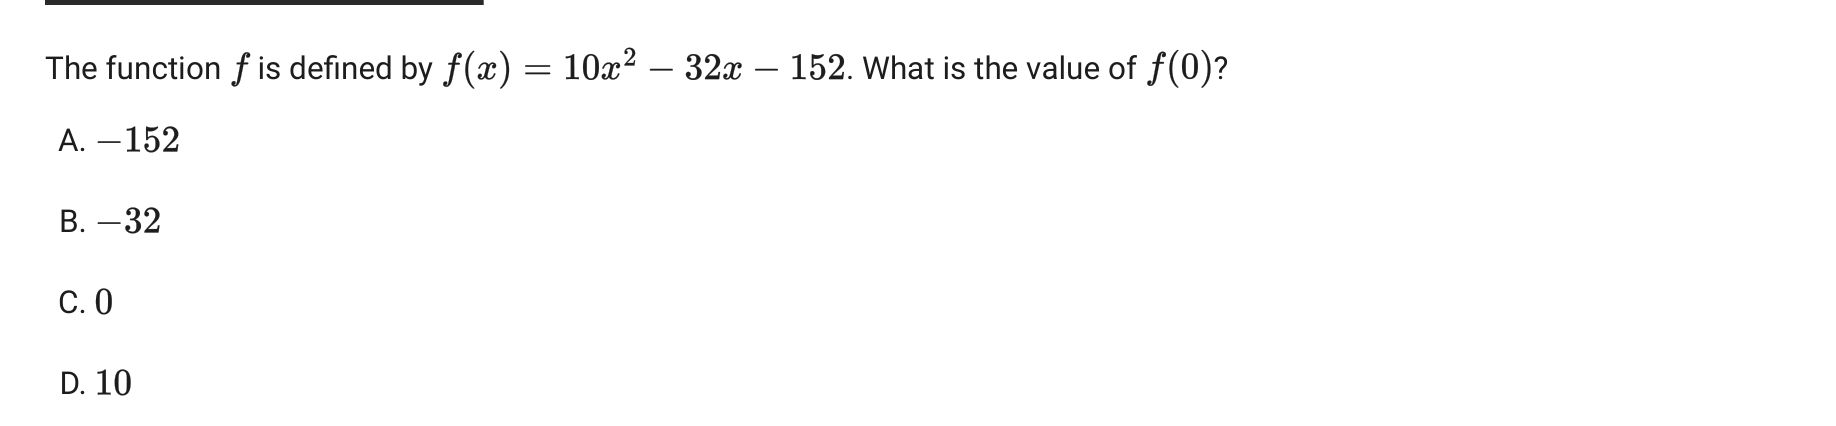 The function f is defined by f(x) = 10x² − 32x − 152. What is the value of f(0)?
A. −152
B. −32
C. 0
D. 10